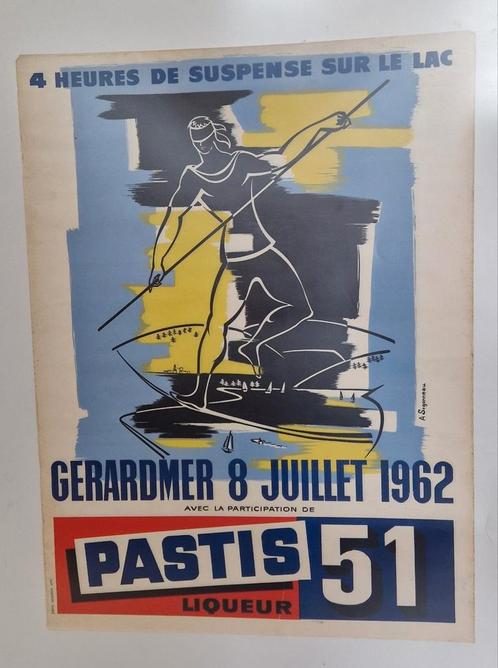 4 HEURES DE SUSPENSE SUR LE LAC
A. Sigonneau
GERARDMER 8 JUILLET 1962
AVEC LA PARTICIPATION DE
PASTIS 51
LIQUEUR